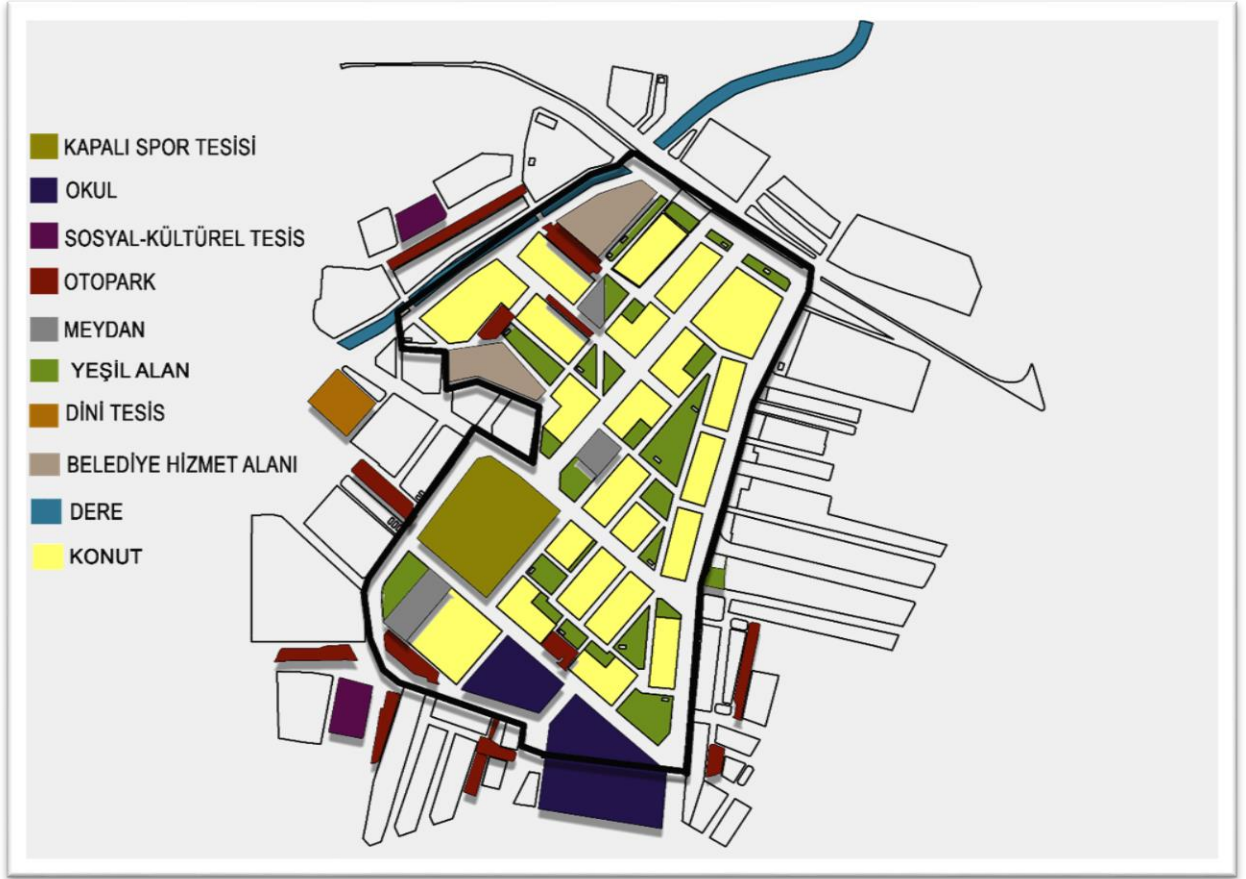 KAPALI SPOR TESİSİ
OKUL
SOSYAL-KÜLTÜREL TESİS
OTOPARK
MEYDAN
YEŞİL ALAN
DİNİ TESİS
BELEDİYE HİZMET ALANI
DERE
KONUT